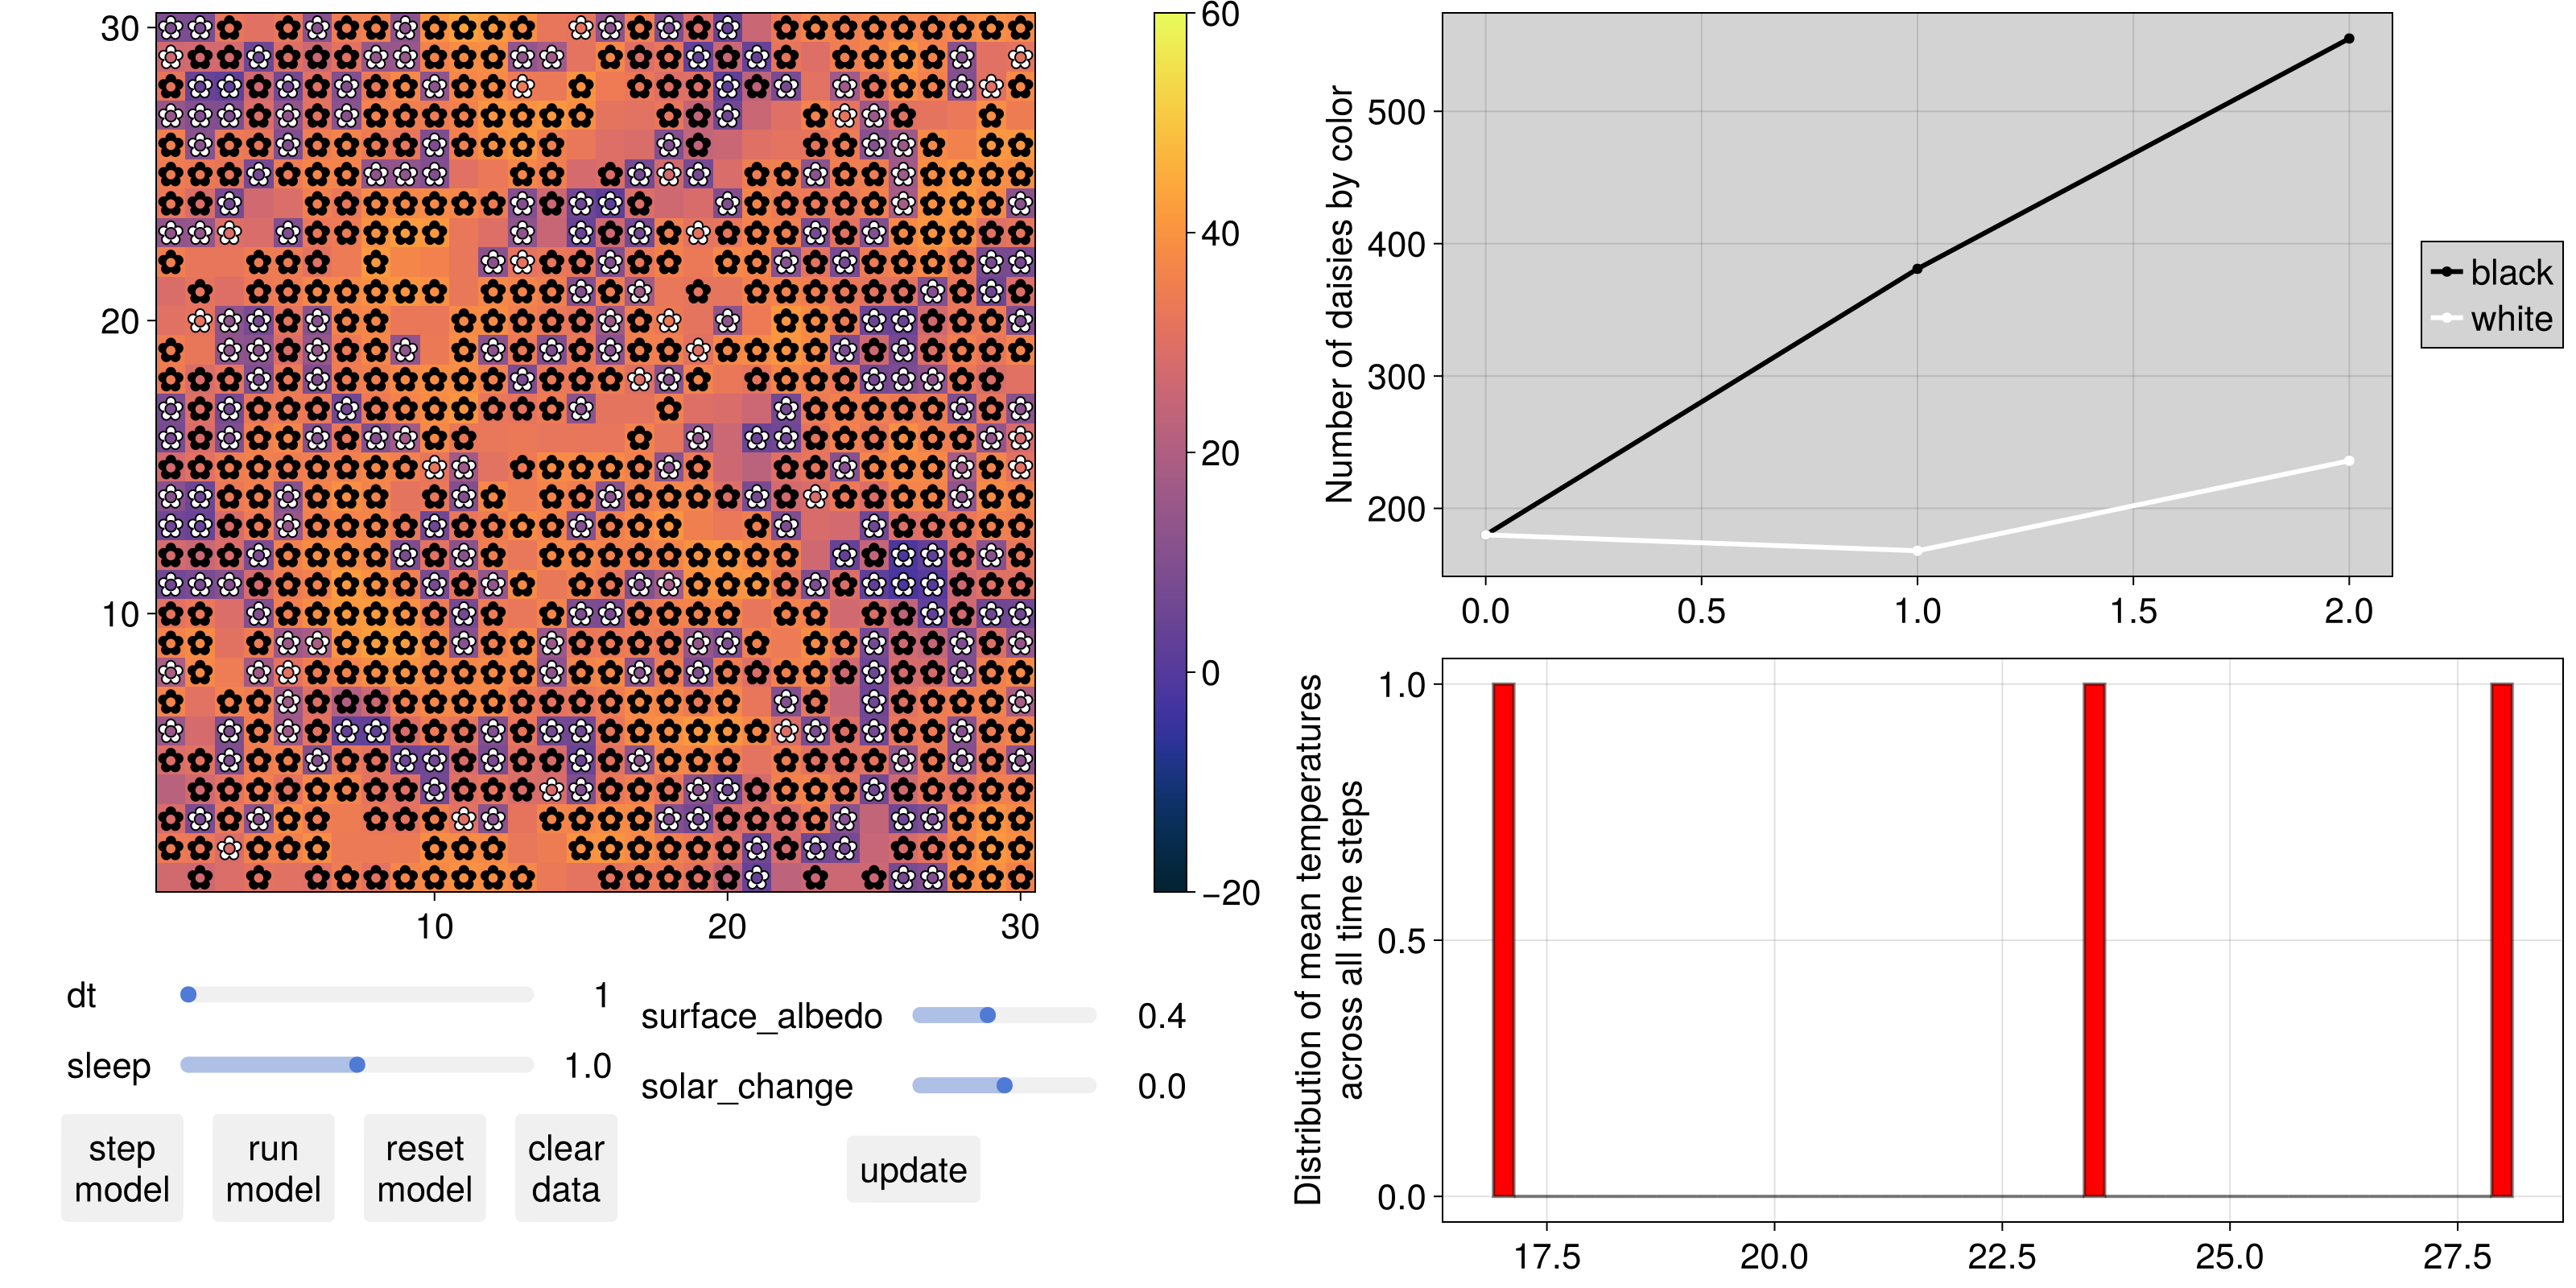 30
20
10
10
20
30
60
40
20
0
−20
dt
1
sleep
1.0
surface_albedo
0.4
solar_change
0.0
step
model
run
model
reset
model
clear
data
update
Number of daisies by color
500
400
300
200
0.0
0.5
1.0
1.5
2.0
black
white
Distribution of mean temperatures
across all time steps
1.0
0.5
0.0
17.5
20.0
22.5
25.0
27.5